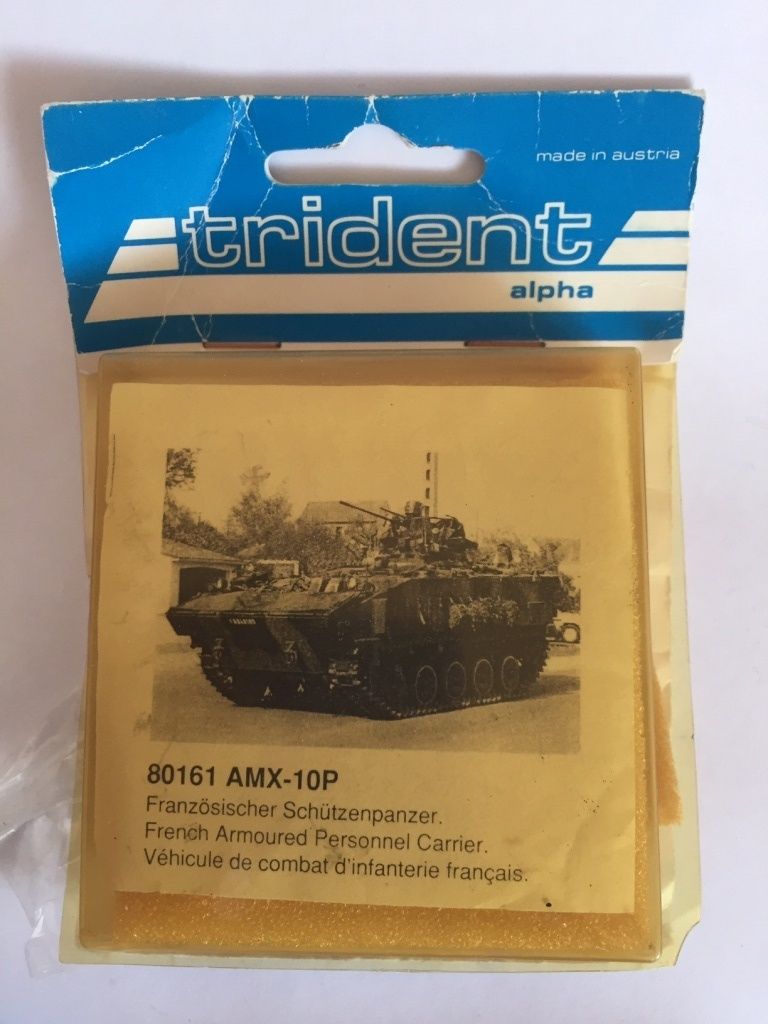 made in austria
trident
alpha
80161 AMX-10P
Französischer Schützenpanzer.
French Armoured Personnel Carrier.
Véhicule de combat d'infanterie français.